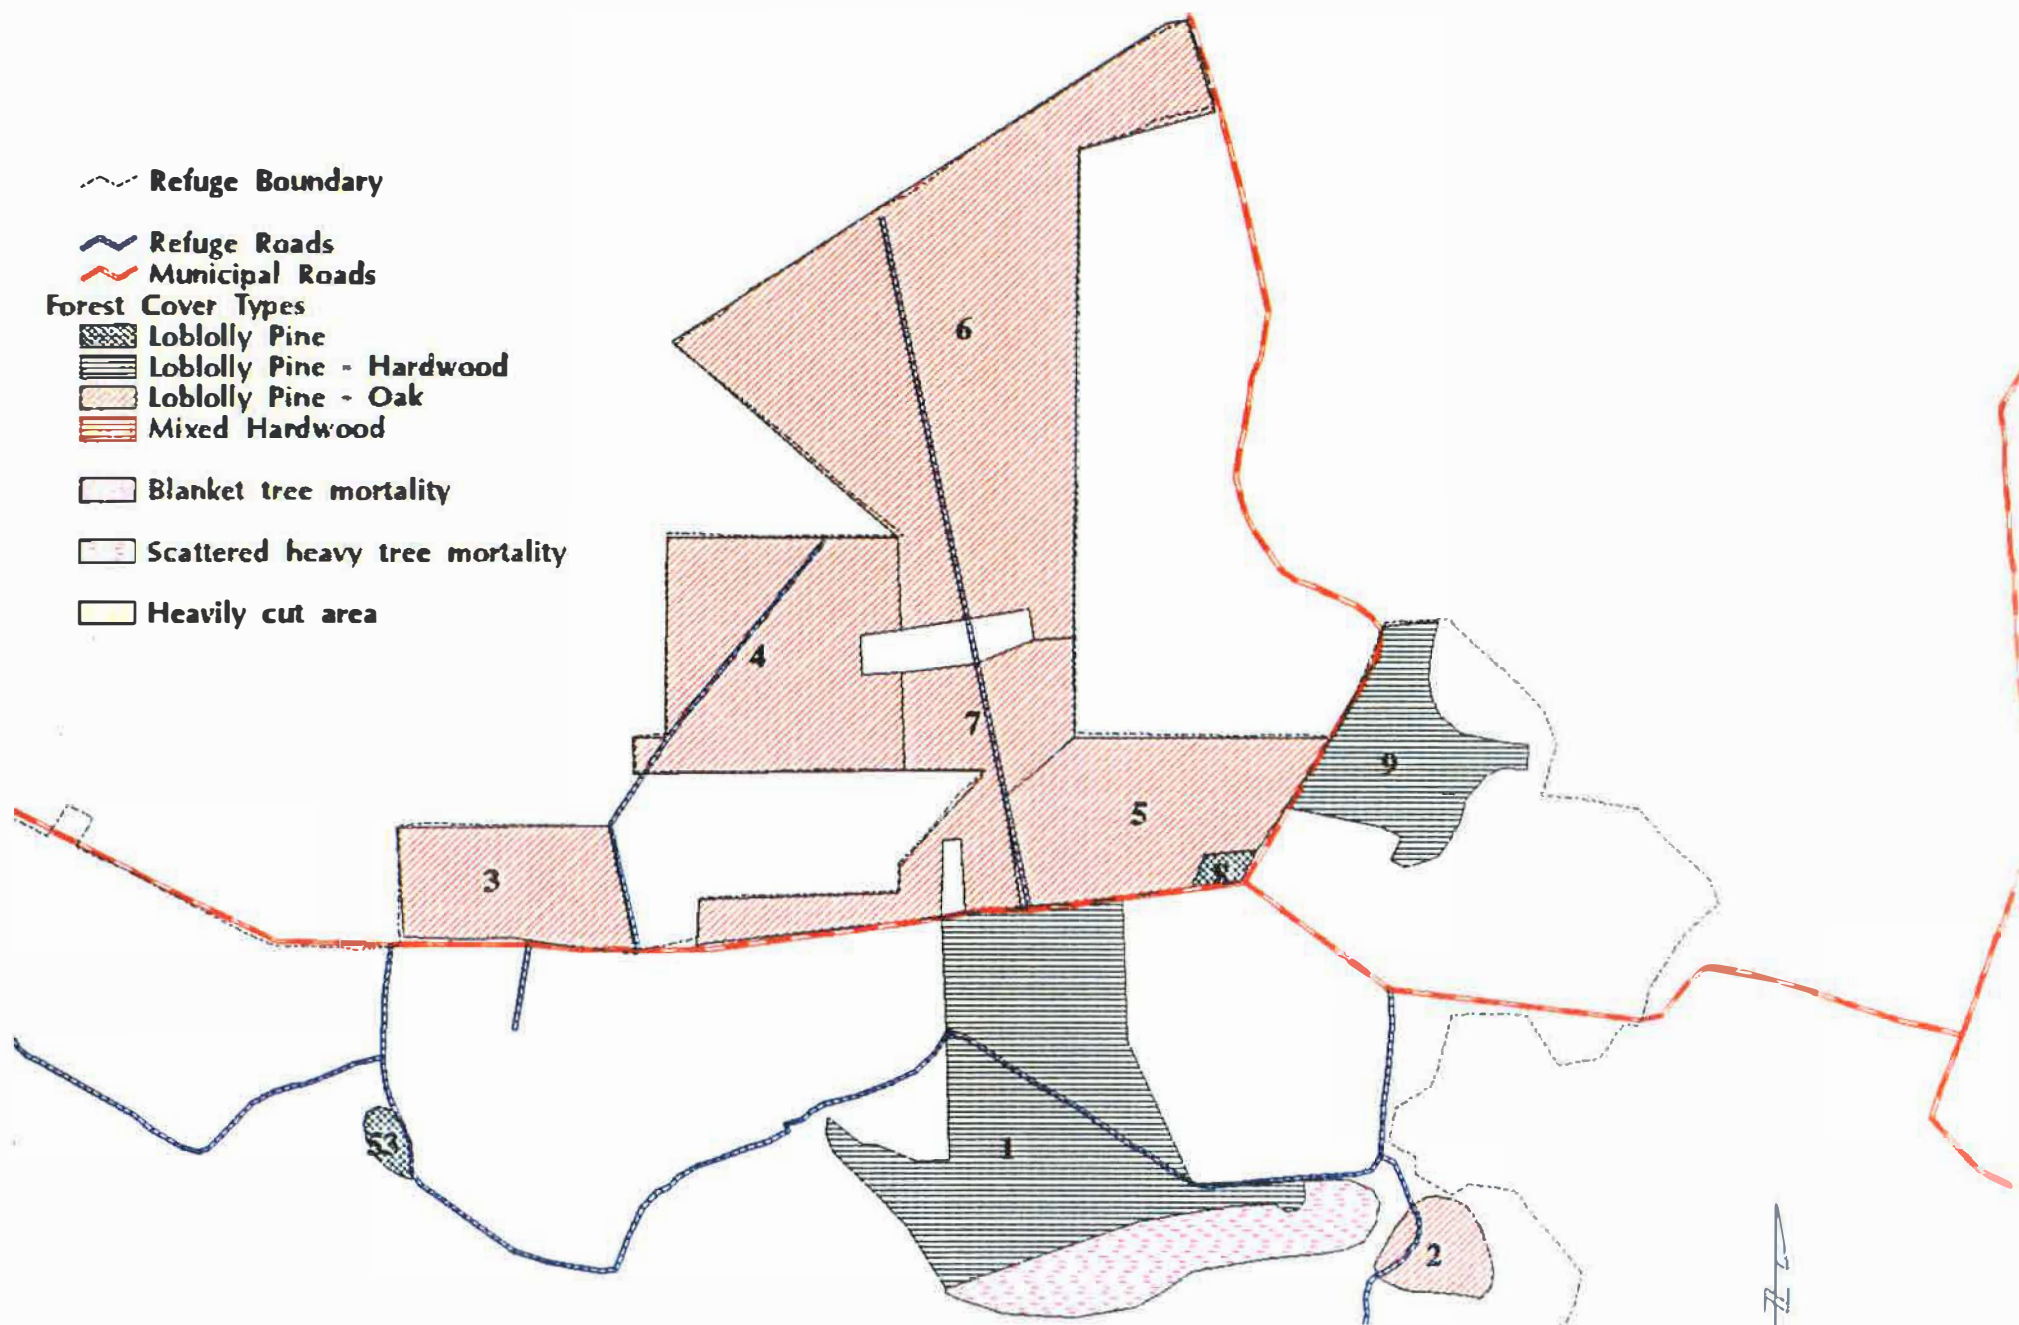 Refuge Boundary
Refuge Roads
Municipal Roads
Forest Cover Types
Loblolly Pine
Loblolly Pine - Hardwood
Loblolly Pine - Oak
Mixed Hardwood
Blanket tree mortality
Scattered heavy tree mortality
Heavily cut area
6
4
7
9
5
3
8
53
1
2